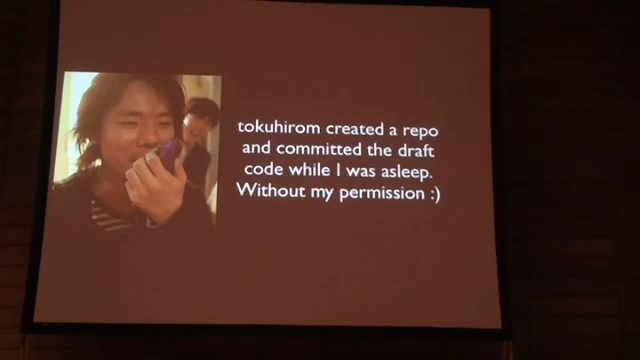 tokuhirom created a repo
and committed the draft
code while I was asleep.
Without my permission :)